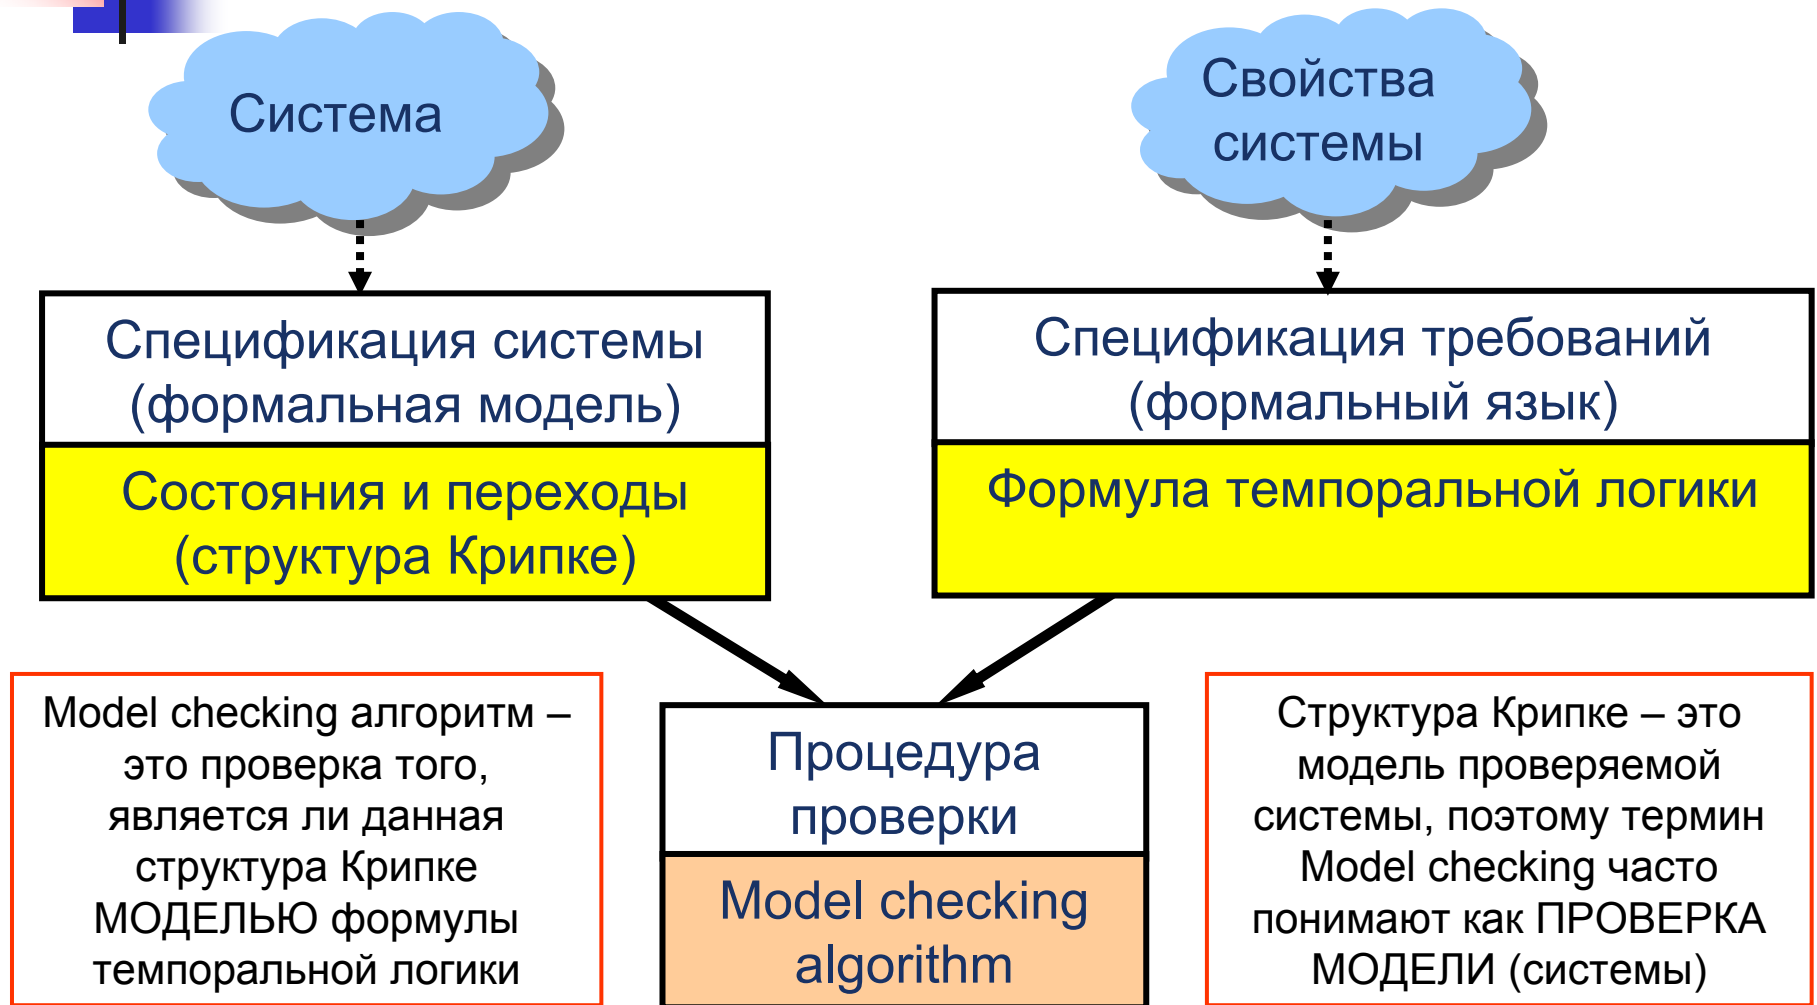 Система
Свойства
системы
Спецификация системы
(формальная модель)
Состояния и переходы
(структура Крипке)
Спецификация требований
(формальный язык)
Формула темпоральной логики
Model checking алгоритм –
это проверка того,
является ли данная
структура Крипке
МОДЕЛЬЮ формулы
темпоральной логики
Процедура
проверки
Model checking
algorithm
Структура Крипке – это
модель проверяемой
системы, поэтому термин
Model checking часто
понимают как ПРОВЕРКА
МОДЕЛИ (системы)